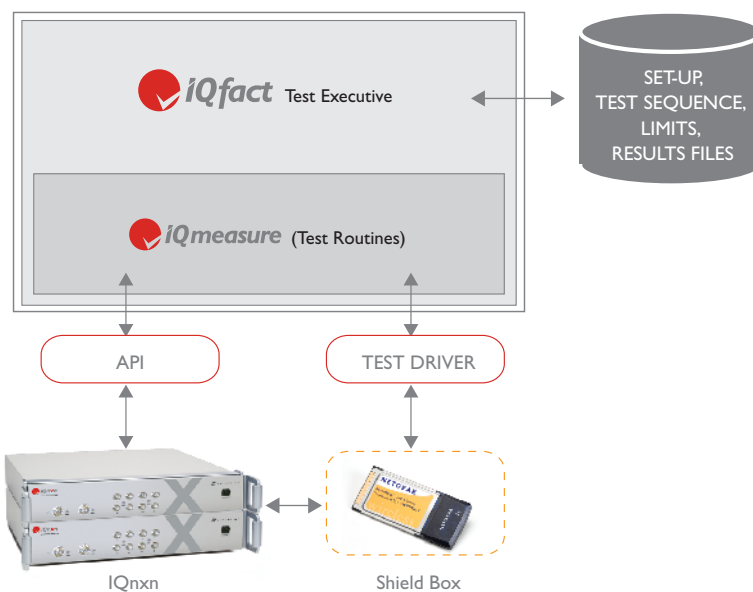 iQfact Test Executive
SET-UP,
TEST SEQUENCE,
LIMITS,
RESULTS FILES
iQmeasure (Test Routines)
API
TEST DRIVER
NETGEAR
IQnxn
Shield Box